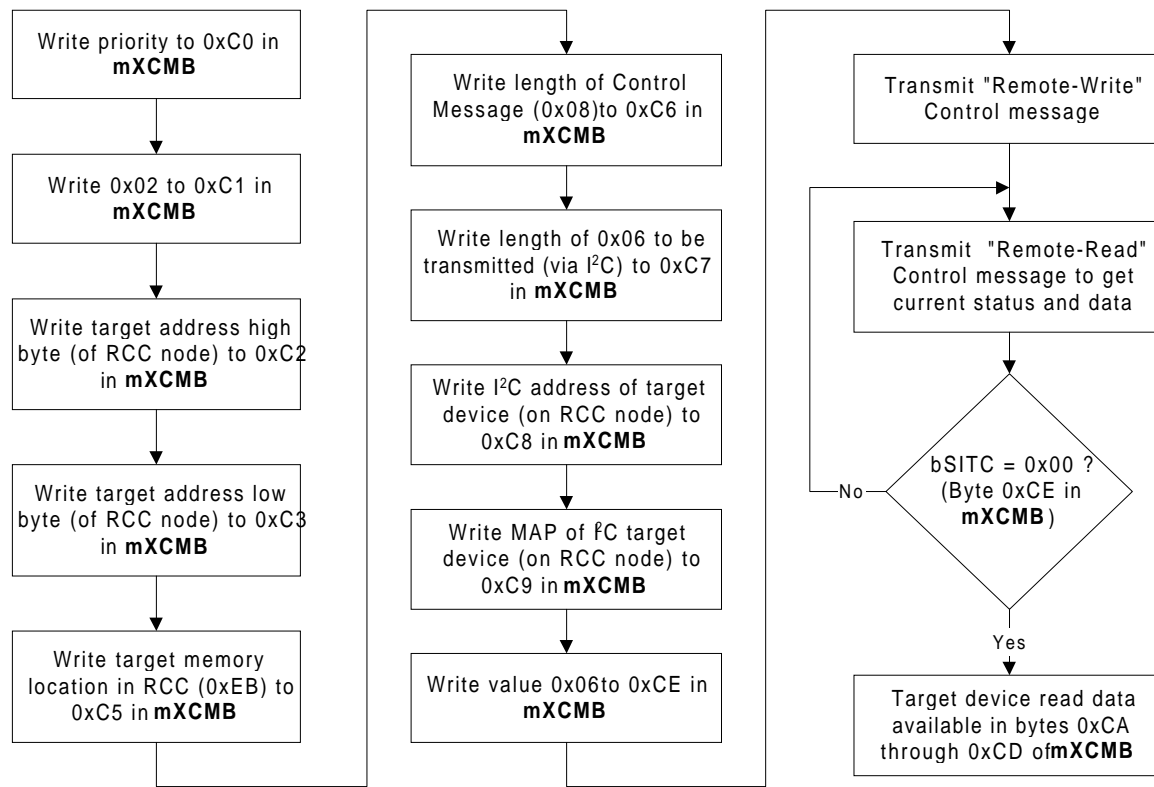 Write priority to 0xC0 in
mXCMB
Write 0x02 to 0xC1 in
mXCMB
Write target address high
byte (of RCC node) to 0xC2
in mXCMB
Write target address low
byte (of RCC node) to 0xC3
in mXCMB
Write target memory
location in RCC (0xEB) to
0xC5 in mXCMB
Write length of Control
Message (0x08)to 0xC6 in
mXCMB
Write length of 0x06 to be
transmitted (via I²C) to 0xC7
in mXCMB
Write I²C address of target
device (on RCC node) to
0xC8 in mXCMB
Write MAP of I²C target
device (on RCC node) to
0xC9 in mXCMB
Write value 0x06to 0xCE in
mXCMB
Transmit "Remote-Write"
Control message
Transmit "Remote-Read"
Control message to get
current status and data
bSITC = 0x00 ?
(Byte 0xCE in
mXCMB)
No
Yes
Target device read data
available in bytes 0xCA
through 0xCD of mXCMB